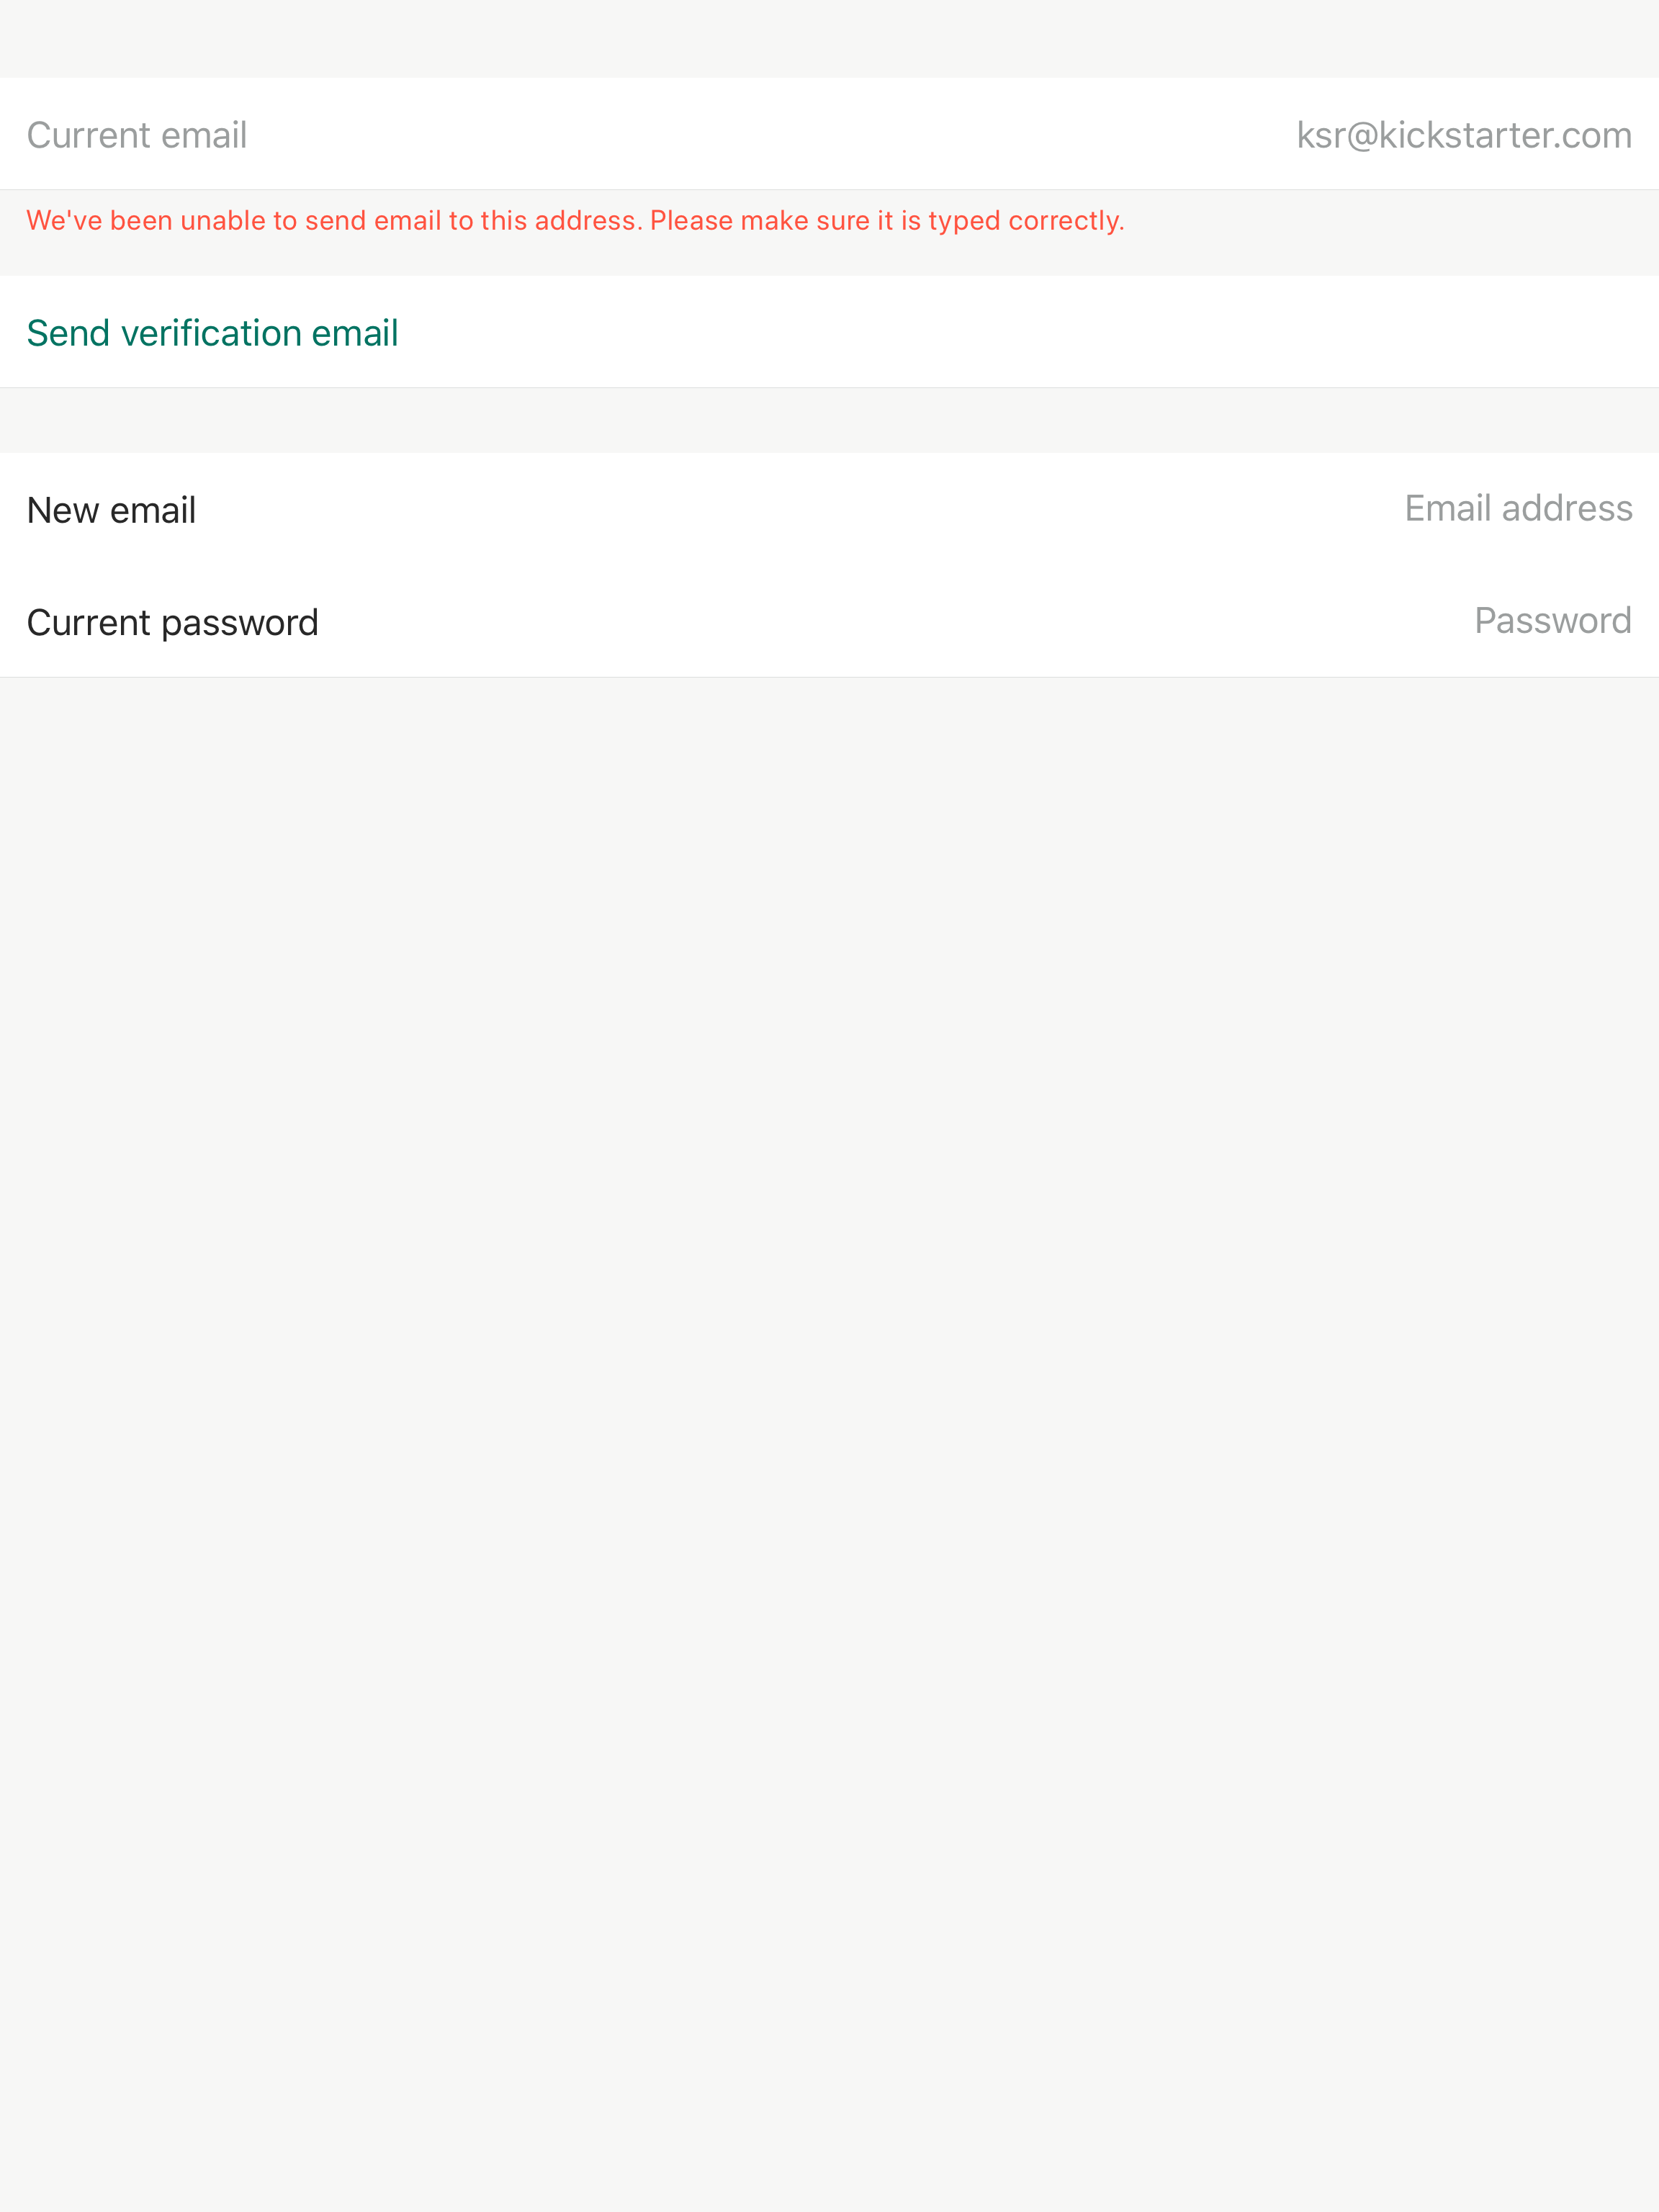 Current email ksr@kickstarter.com
We've been unable to send email to this address. Please make sure it is typed correctly.
Send verification email
New email Email address
Current password Password